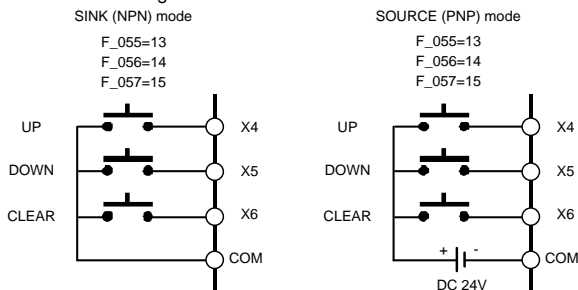 SINK (NPN) mode
F_055=13
F_056=14
F_057=15
UP
X4
DOWN
X5
CLEAR
X6
COM
SOURCE (PNP) mode
F_055=13
F_056=14
F_057=15
UP
X4
DOWN
X5
CLEAR
X6
+ -
COM
DC 24V